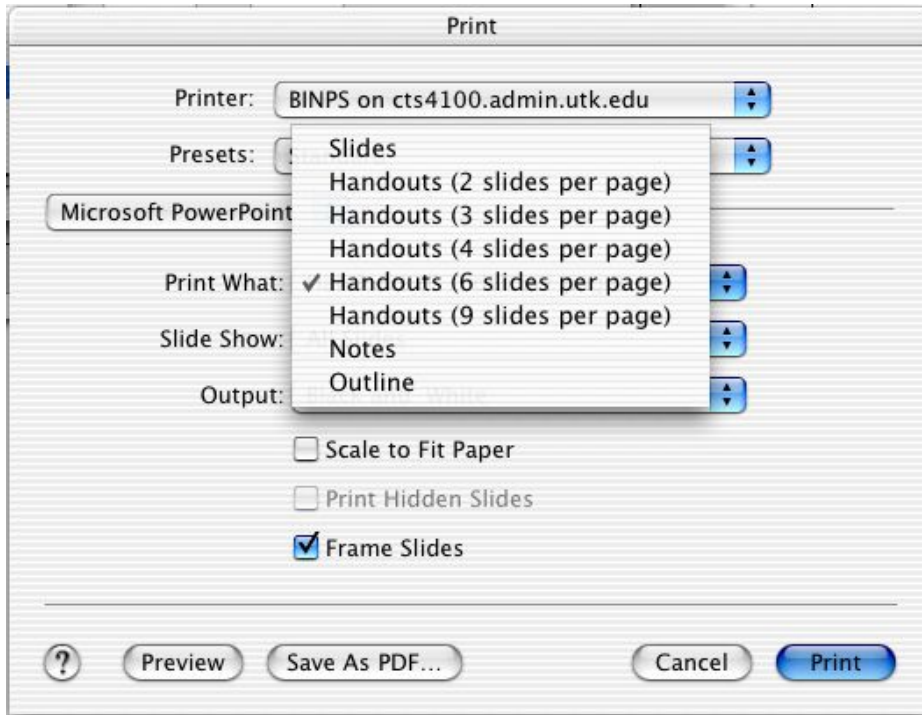 Print
Printer: BINPS on cts4100.admin.utk.edu
Presets:
Slides
Handouts (2 slides per page)
Microsoft PowerPoint
Handouts (3 slides per page)
Handouts (4 slides per page)
Print What: ✓ Handouts (6 slides per page)
Handouts (9 slides per page)
Slide Show:
Notes
Outline
Output: Black and White
Scale to Fit Paper
Print Hidden Slides
Frame Slides
? Preview Save As PDF... Cancel Print